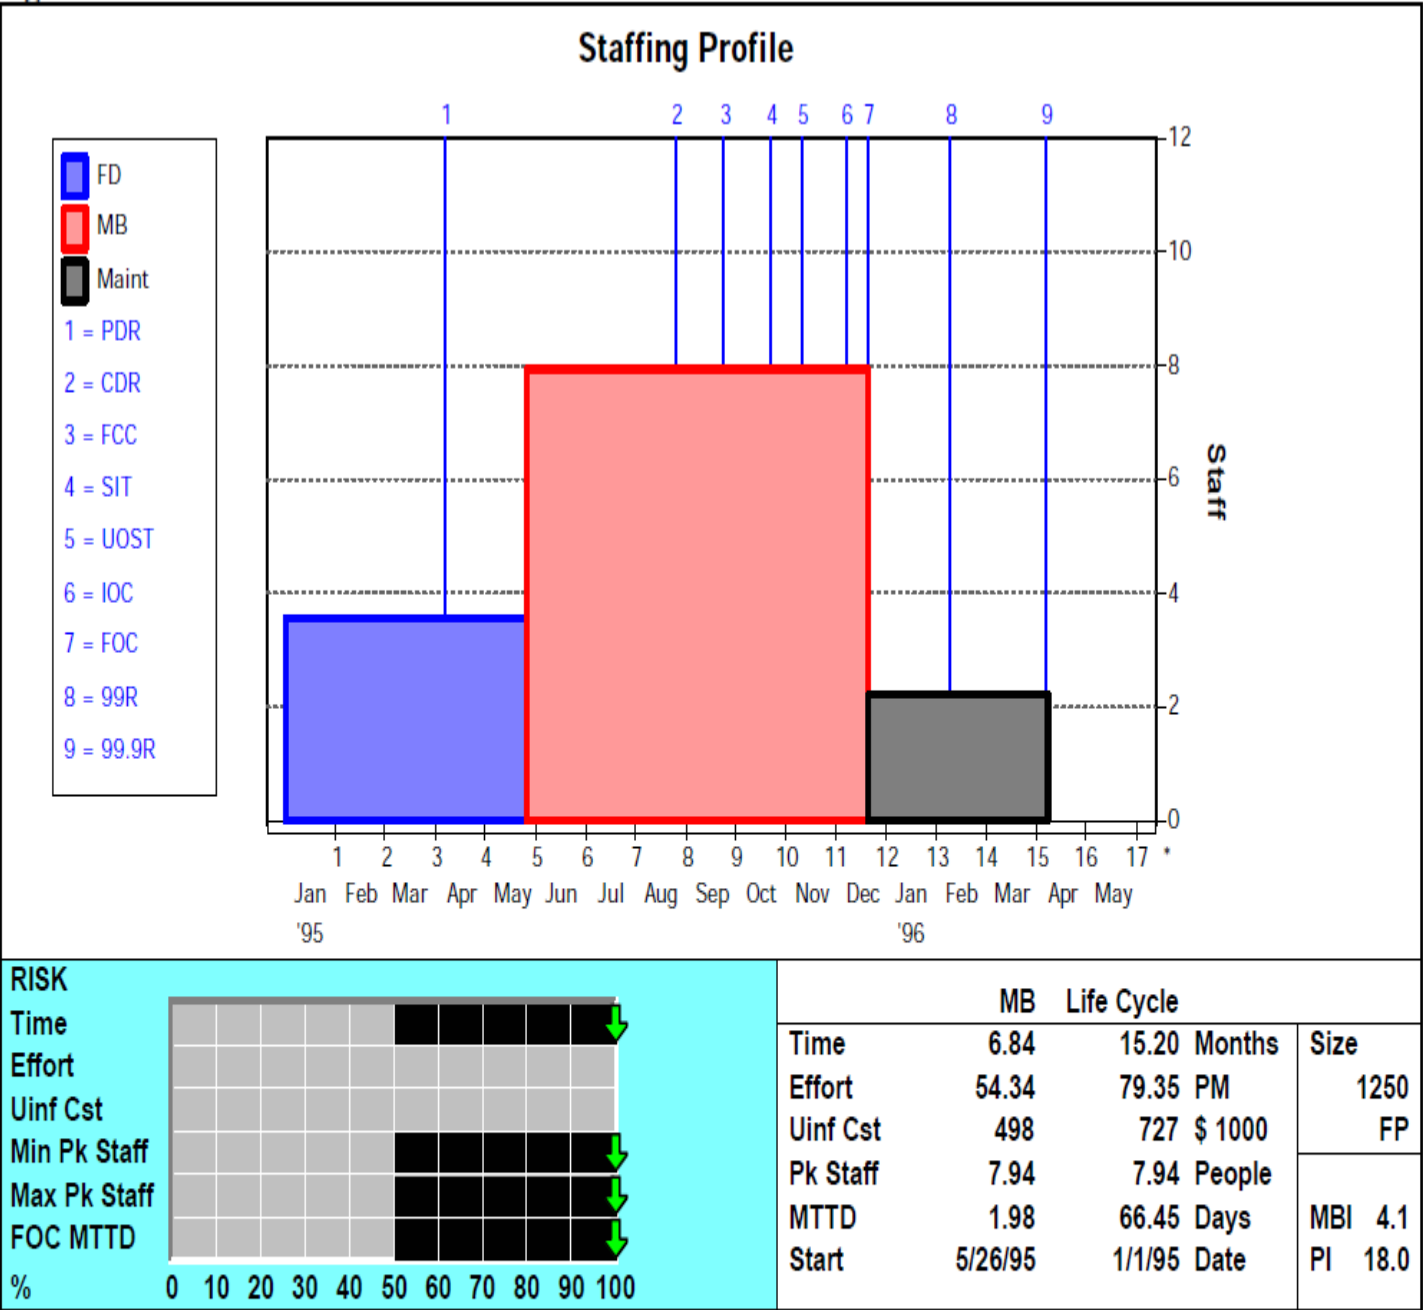 Staffing Profile
1 2 3 4 5 6 7 8 9
FD
MB
Maint
1 = PDR
2 = CDR
3 = FCC
4 = SIT
5 = UOST
6 = IOC
7 = FOC
8 = 99R
9 = 99.9R
12
10
8
6
4
2
0
Staff
1 2 3 4 5 6 7 8 9 10 11 12 13 14 15 16 17 *
Jan Feb Mar Apr May Jun Jul Aug Sep Oct Nov Dec Jan Feb Mar Apr May
'95 '96
RISK
Time
Effort
Uinf Cst
Min Pk Staff
Max Pk Staff
FOC MTTD
% 0 10 20 30 40 50 60 70 80 90 100
MB Life Cycle
Time 6.84 15.20 Months
Effort 54.34 79.35 PM
Uinf Cst 498 727 $ 1000
Pk Staff 7.94 7.94 People
MTTD 1.98 66.45 Days
Start 5/26/95 1/1/95 Date
Size
1250
FP
MBI 4.1
PI 18.0